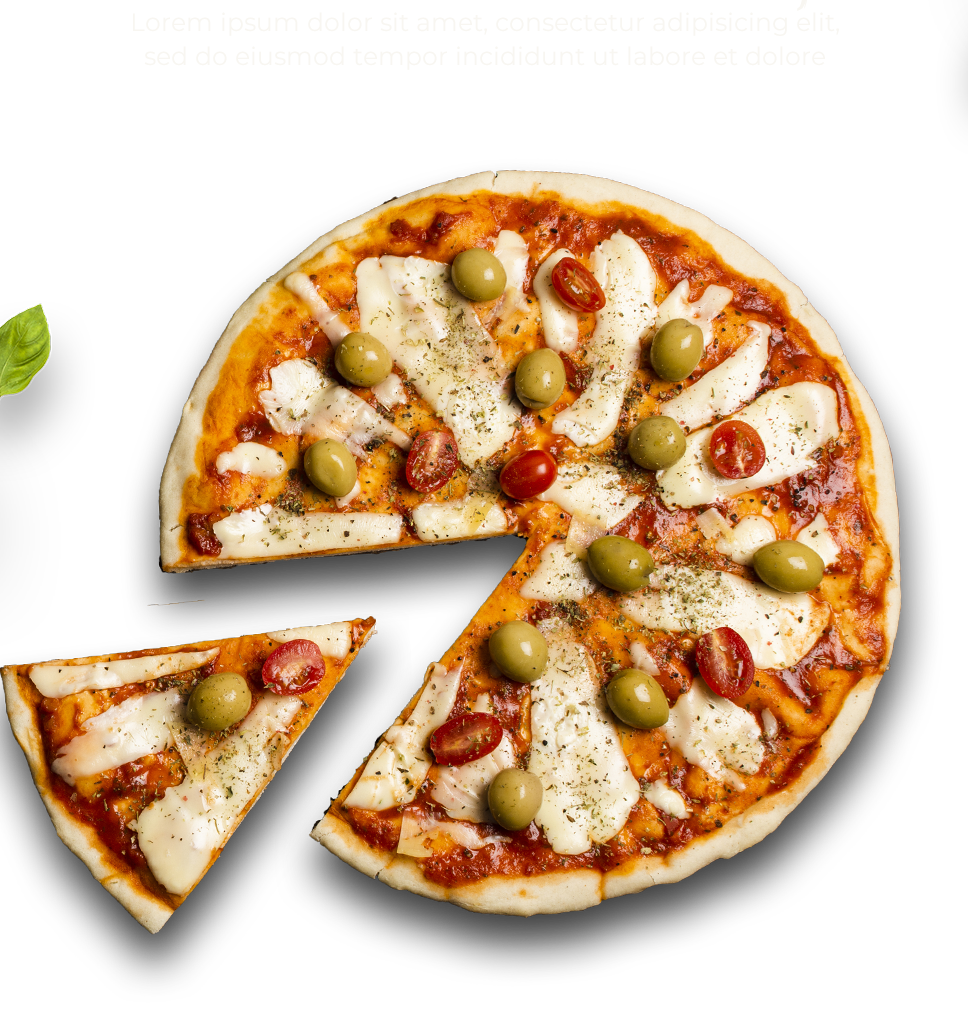 Lorem ipsum dolor sit amet, consectetur adipisicing elit,
sed do eiusmod tempor incididunt ut labore et dolore